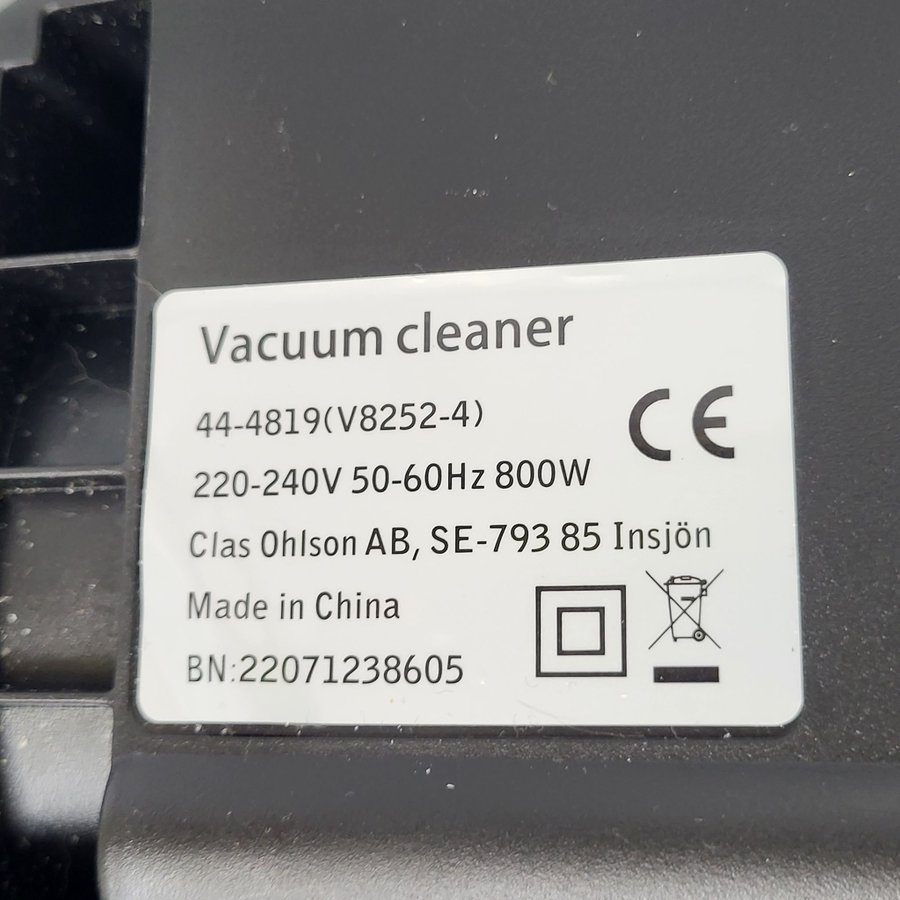 Vacuum cleaner
44-4819(V8252-4)
CE
220-240V 50-60Hz 800W
Clas Ohlson AB, SE-793 85 Insjön
Made in China
BN:22071238605